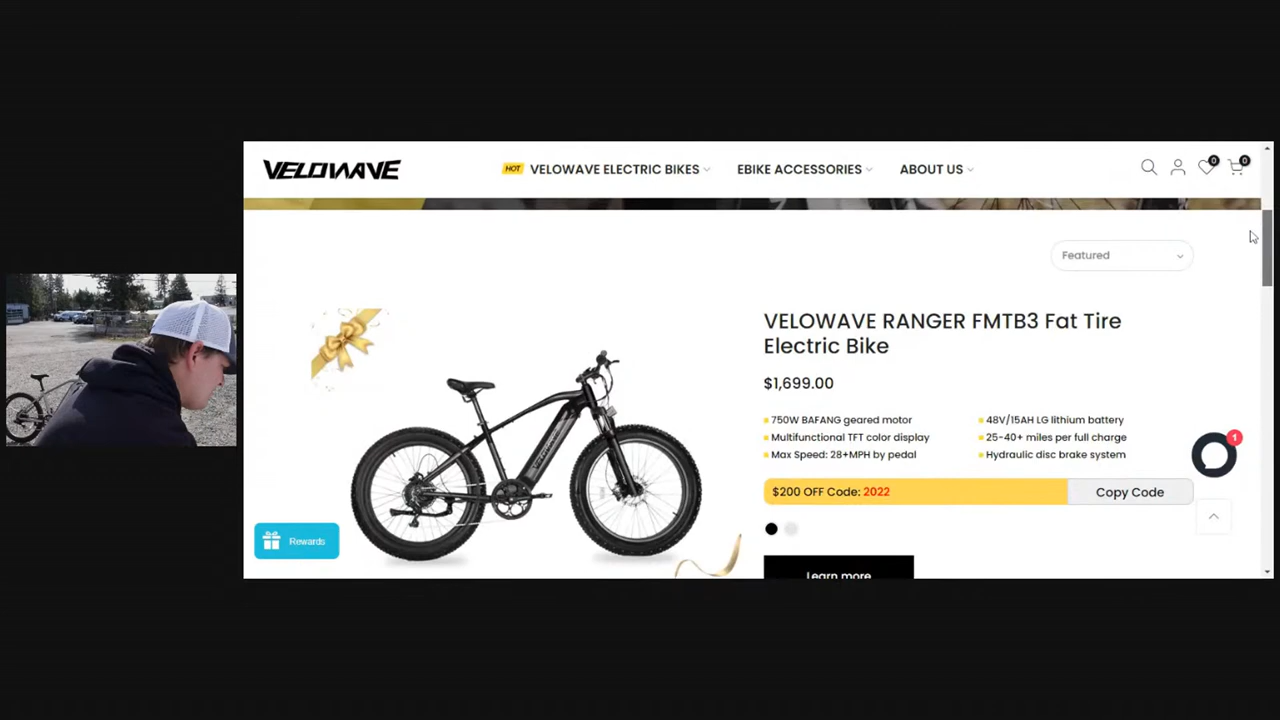 VELOWAVE
HOT VELOWAVE ELECTRIC BIKES
EBIKE ACCESSORIES
ABOUT US
0
0
Featured
VELOWAVE RANGER FMTB3 Fat Tire
Electric Bike
$1,699.00
750W BAFANG geared motor
48V/15AH LG lithium battery
Multifunctional TFT color display
25-40+ miles per full charge
Max Speed: 28+MPH by pedal
Hydraulic disc brake system
1
$200 OFF Code: 2022
Copy Code
Rewards
Learn more